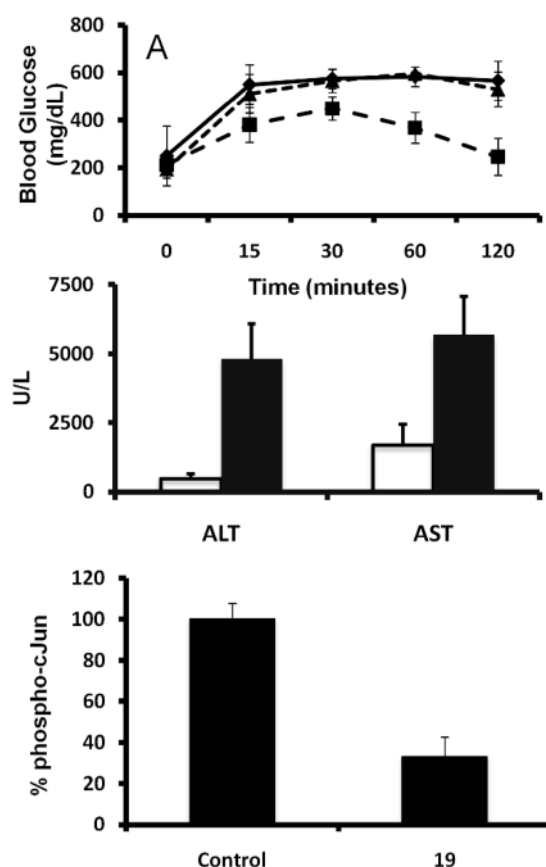 A
Blood Glucose
(mg/dL)
800
600
400
200
0
0 15 30 60 120
Time (minutes)
U/L
7500
5000
2500
0
ALT AST
% phospho-cJun
120
100
80
60
40
20
0
Control 19